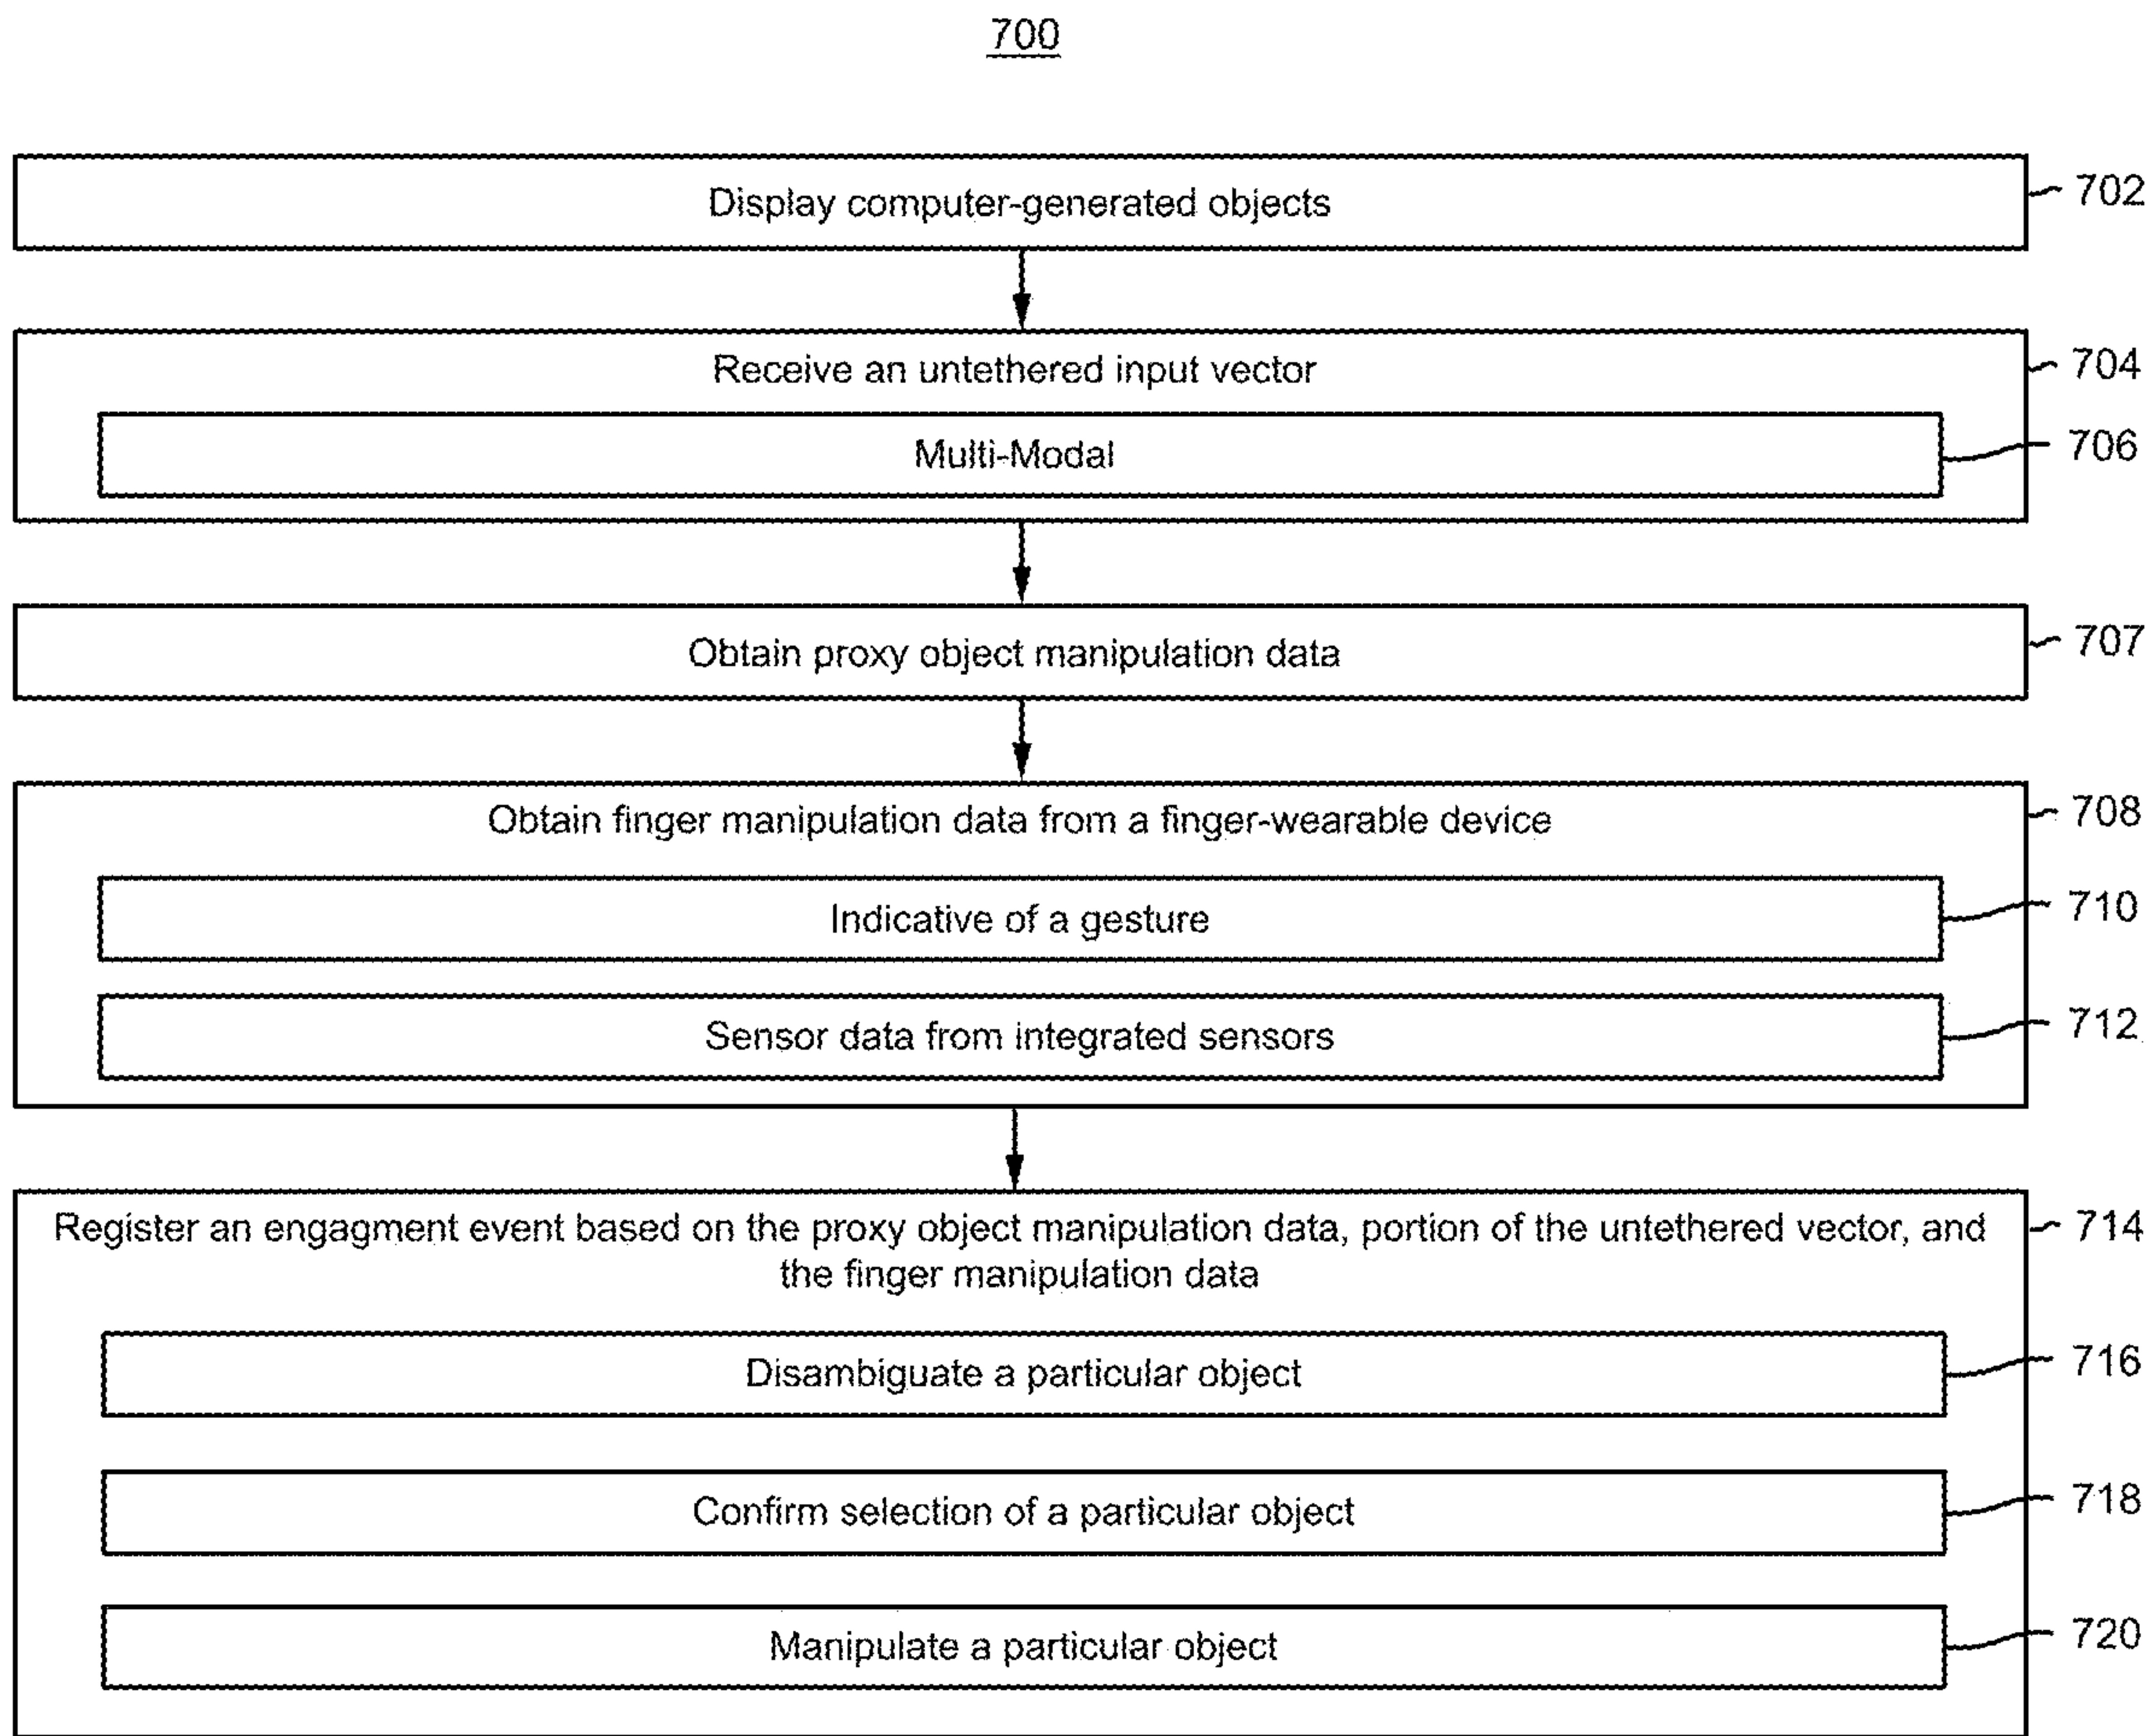 700
Display computer-generated objects
702
Receive an untethered input vector
704
Multi-Modal
706
Obtain proxy object manipulation data
707
Obtain finger manipulation data from a finger-wearable device
708
Indicative of a gesture
710
Sensor data from integrated sensors
712
Register an engagment event based on the proxy object manipulation data, portion of the untethered vector, and
714
the finger manipulation data
Disambiguate a particular object
716
Confirm selection of a particular object
718
Manipulate a particular object
720